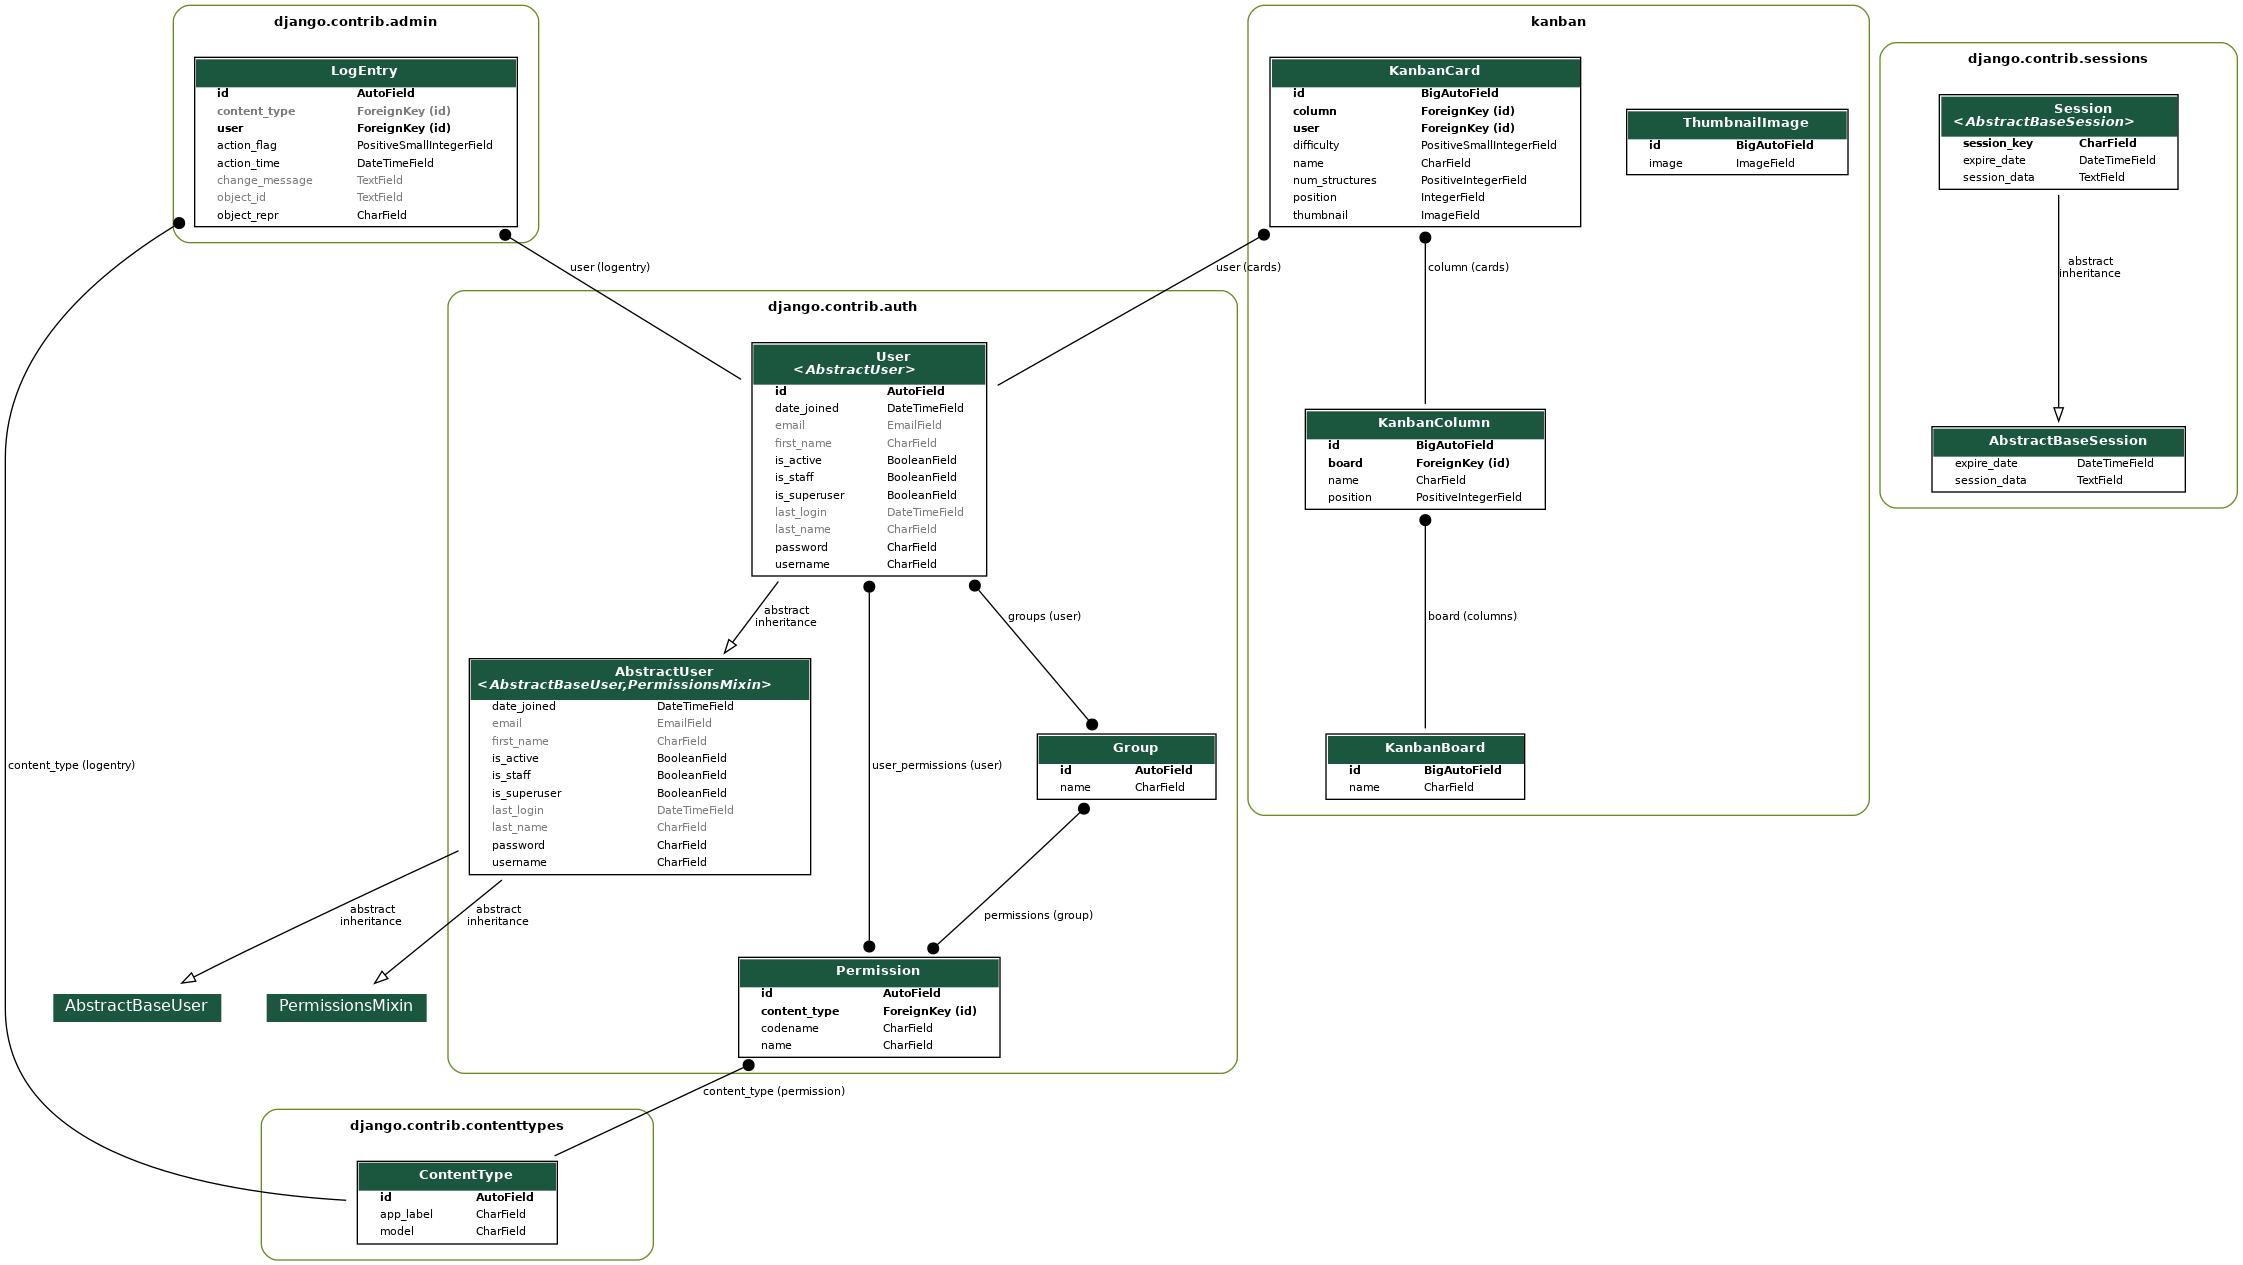 django.contrib.admin
LogEntry
id AutoField
content_type ForeignKey (id)
user ForeignKey (id)
action_flag PositiveSmallIntegerField
action_time DateTimeField
change_message TextField
object_id TextField
object_repr CharField
kanban
KanbanCard
id BigAutoField
column ForeignKey (id)
user ForeignKey (id)
difficulty PositiveSmallIntegerField
name CharField
num_structures PositiveIntegerField
position IntegerField
thumbnail ImageField
ThumbnailImage
id BigAutoField
image ImageField
django.contrib.sessions
Session
<AbstractBaseSession>
session_key CharField
expire_date DateTimeField
session_data TextField
user (logentry)
user (cards)
column (cards)
abstract
inheritance
django.contrib.auth
User
<AbstractUser>
id AutoField
date_joined DateTimeField
email EmailField
first_name CharField
is_active BooleanField
is_staff BooleanField
is_superuser BooleanField
last_login DateTimeField
last_name CharField
password CharField
username CharField
KanbanColumn
id BigAutoField
board ForeignKey (id)
name CharField
position PositiveIntegerField
AbstractBaseSession
expire_date DateTimeField
session_data TextField
abstract
inheritance
groups (user)
board (columns)
AbstractUser
<AbstractBaseUser,PermissionsMixin>
date_joined DateTimeField
email EmailField
first_name CharField
is_active BooleanField
is_staff BooleanField
is_superuser BooleanField
last_login DateTimeField
last_name CharField
password CharField
username CharField
content_type (logentry)
user_permissions (user)
Group
id AutoField
name CharField
KanbanBoard
id BigAutoField
name CharField
abstract
inheritance
abstract
inheritance
permissions (group)
AbstractBaseUser
PermissionsMixin
Permission
id AutoField
content_type ForeignKey (id)
codename CharField
name CharField
content_type (permission)
django.contrib.contenttypes
ContentType
id AutoField
app_label CharField
model CharField